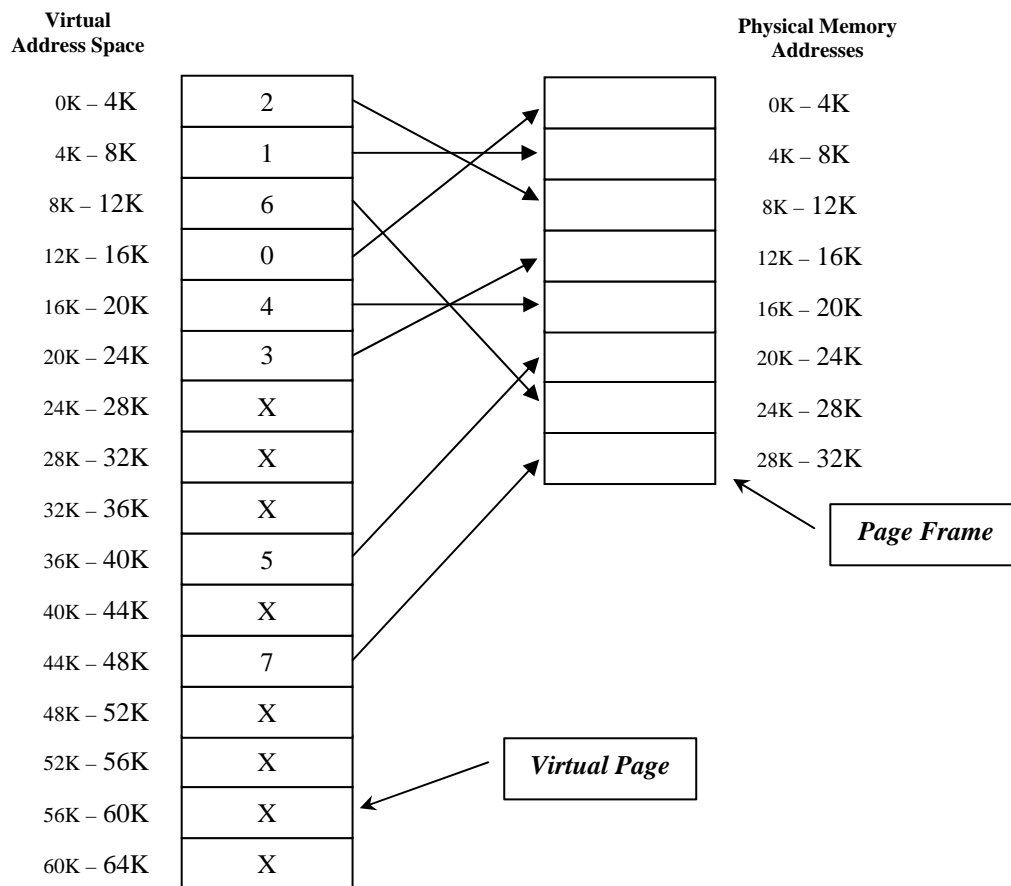 Virtual
Address Space
Physical Memory
Addresses
0K – 4K 2 0K – 4K
4K – 8K 1 4K – 8K
8K – 12K 6 8K – 12K
12K – 16K 0 12K – 16K
16K – 20K 4 16K – 20K
20K – 24K 3 20K – 24K
24K – 28K X 24K – 28K
28K – 32K X 28K – 32K
32K – 36K X
Page Frame
36K – 40K 5
40K – 44K X
44K – 48K 7
48K – 52K X
52K – 56K X
Virtual Page
56K – 60K X
60K – 64K X